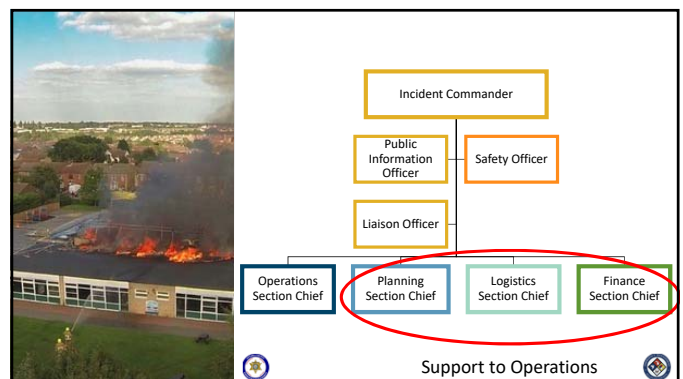 Incident Commander
Public
Information
Officer
Safety Officer
Liaison Officer
Operations
Section Chief
Planning
Section Chief
Logistics
Section Chief
Finance
Section Chief
Support to Operations